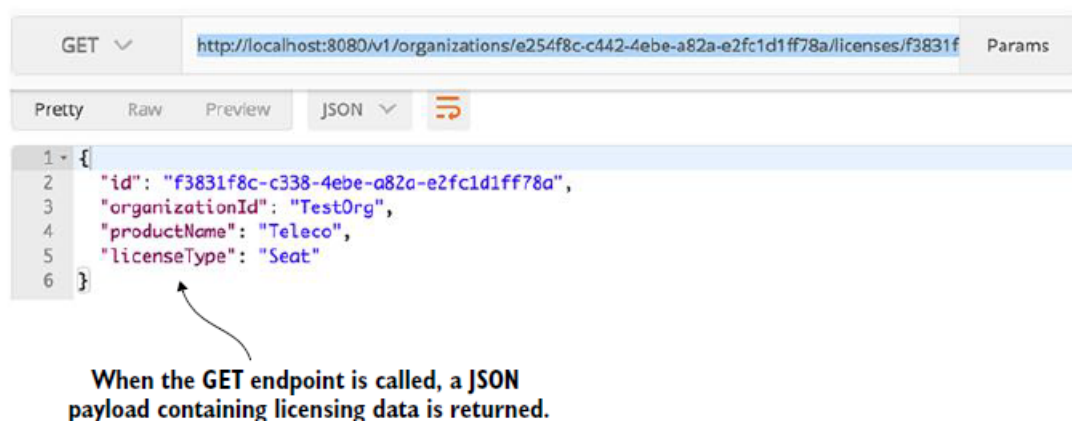 GET http://localhost:8080/v1/organizations/e254f8c-c442-4ebe-a82a-e2fc1d1ff78a/licenses/f3831f Params
Pretty Raw Preview JSON
1 {
2 "id": "f3831f8c-c338-4ebe-a82a-e2fc1d1ff78a",
3 "organizationId": "TestOrg",
4 "productName": "Teleco",
5 "licenseType": "Seat"
6 }
When the GET endpoint is called, a JSON
payload containing licensing data is returned.